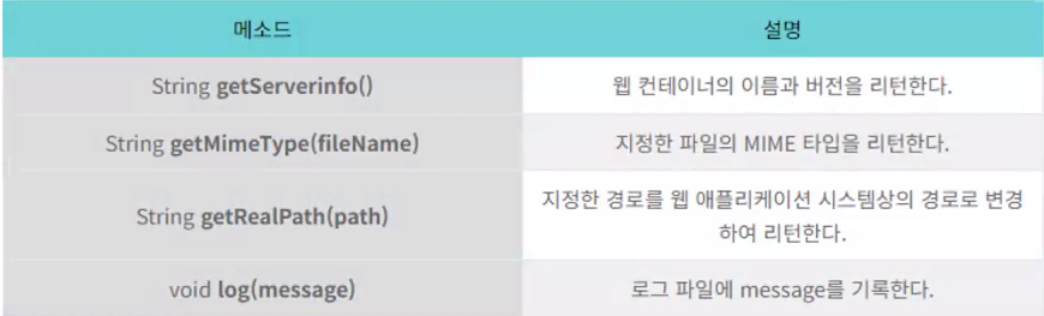 메소드 설명
String getServerinfo() 웹 컨테이너의 이름과 버전을 리턴한다.
String getMimeType(fileName) 지정한 파일의 MIME 타입을 리턴한다.
String getRealPath(path) 지정한 경로를 웹 애플리케이션 시스템상의 경로로 변경
하여 리턴한다.
void log(message) 로그 파일에 message를 기록한다.